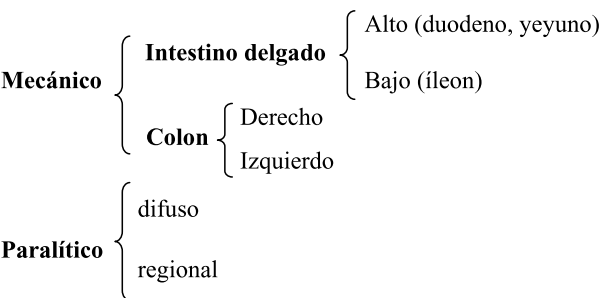 Mecánico
Intestino delgado
Alto (duodeno, yeyuno)
Bajo (íleon)
Colon
Derecho
Izquierdo
Paralítico
difuso
regional